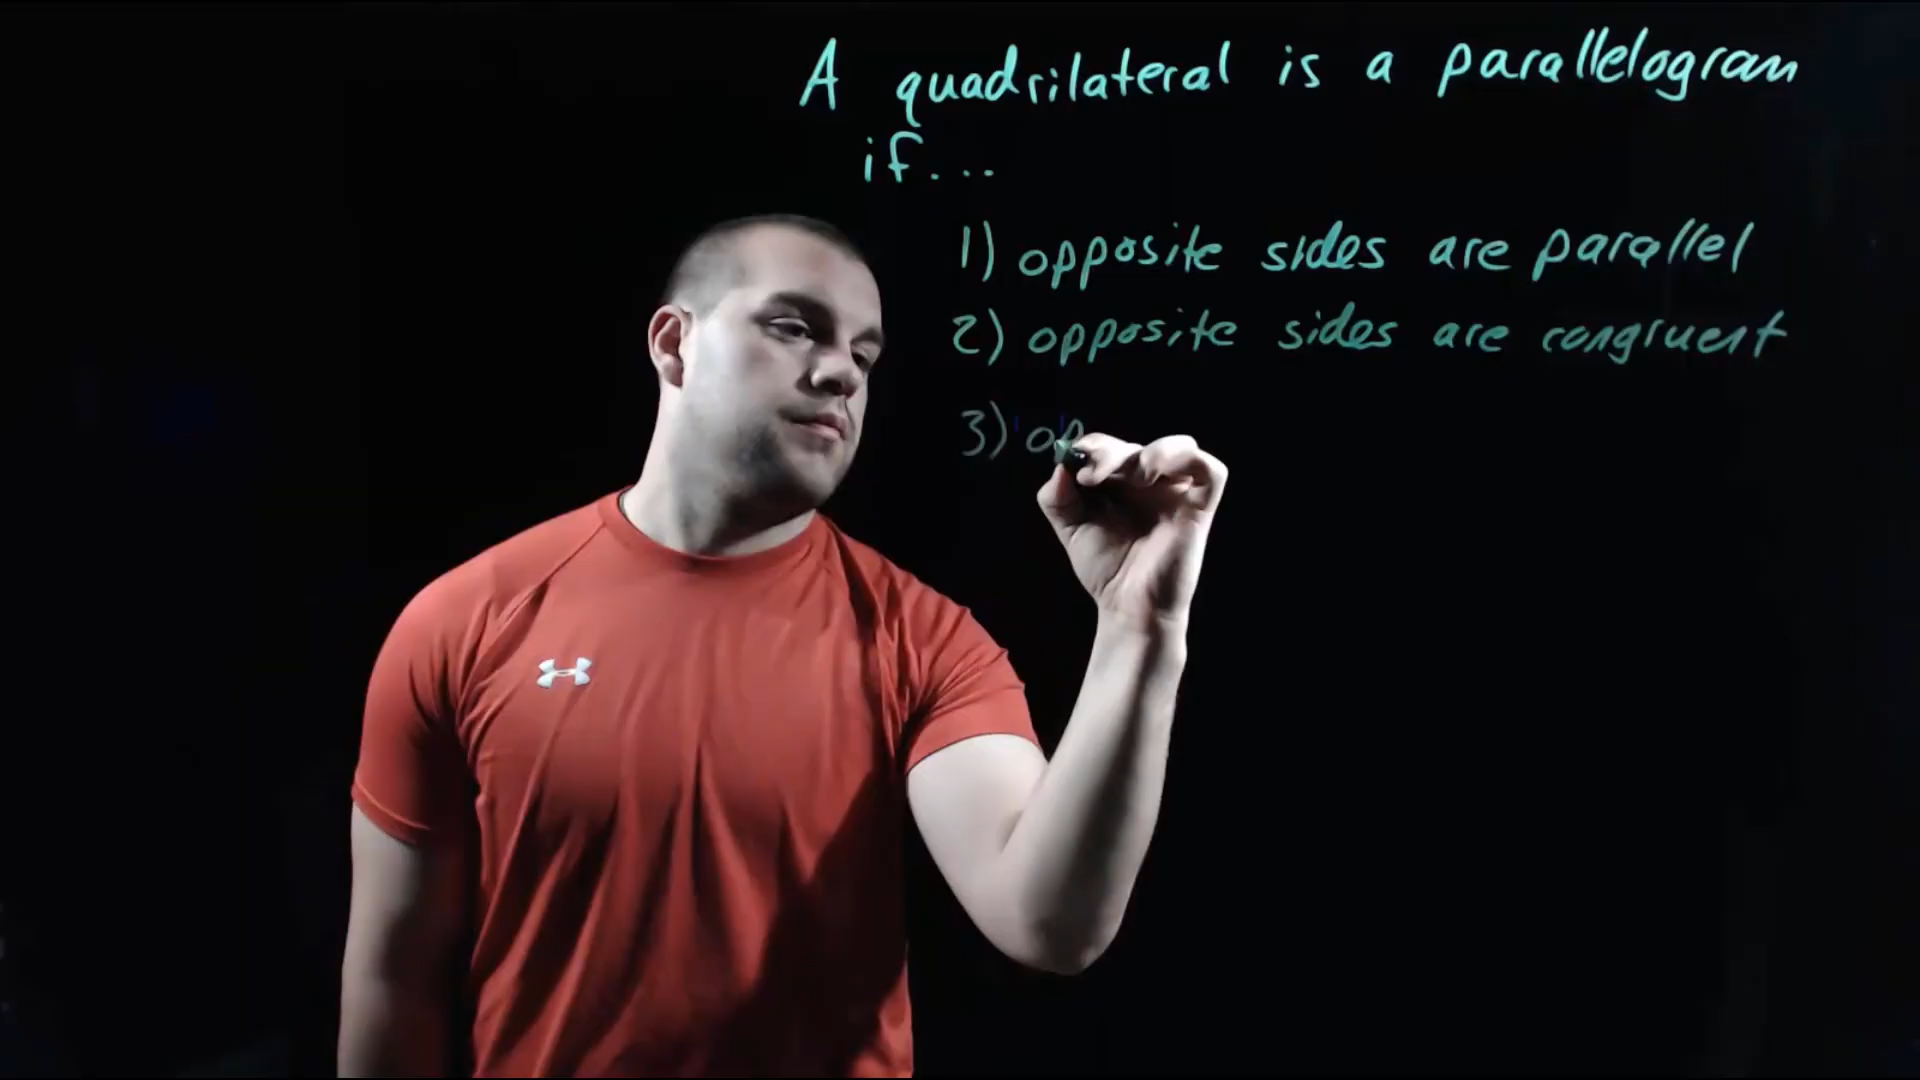 A quadrilateral is a parallelogram
if...
1) opposite sides are parallel
2) opposite sides are congruent
3) op